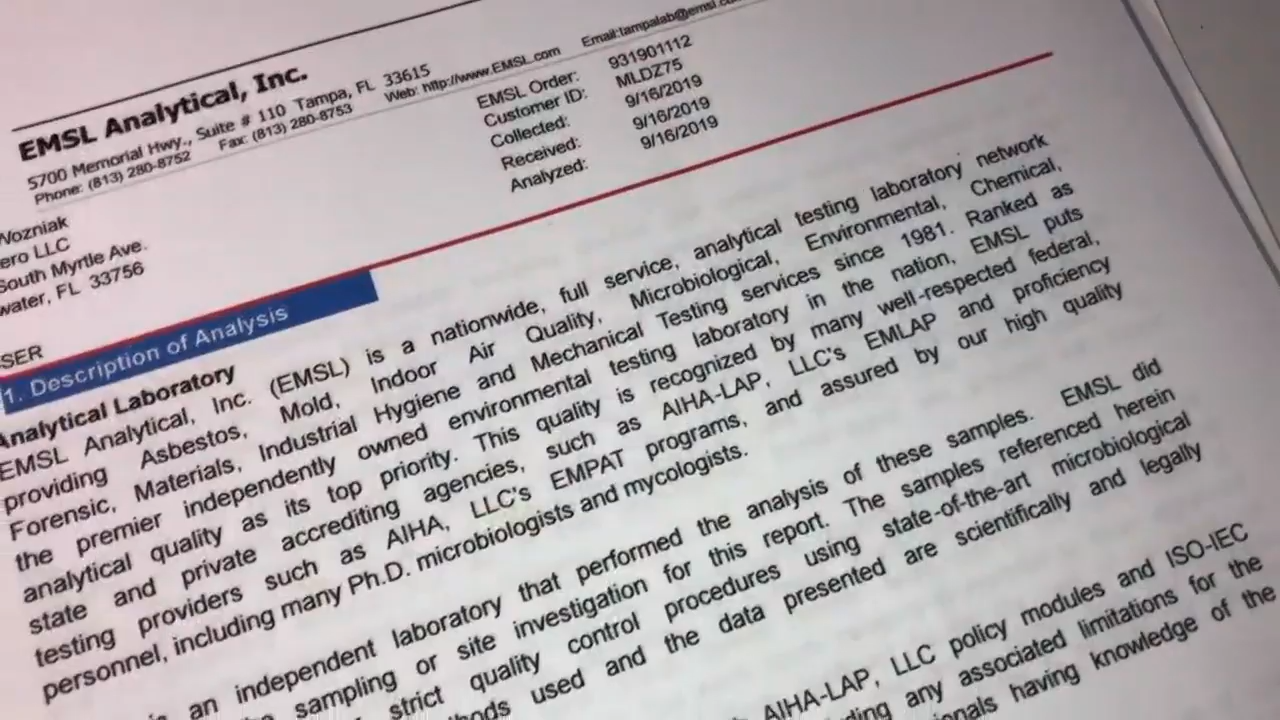 EMSL Analytical, Inc.
5700 Memorial Hwy., Suite # 110 Tampa, FL 33615
Phone: (813) 280-8752 Fax: (813) 280-8753 Web: http://www.EMSL.com Email:tampalab@emsl.co
EMSL Order: 931901112
Customer ID: MLDZ75
Collected: 9/16/2019
Received: 9/16/2019
Analyzed: 9/16/2019
Wozniak
ero LLC
South Myrtle Ave.
water, FL 33756
SER
1. Description of Analysis
Analytical Laboratory
EMSL Analytical, Inc. (EMSL) is a nationwide, full service, analytical testing laboratory network
providing Asbestos, Mold, Indoor Air Quality, Microbiological, Environmental, Chemical,
Forensic, Materials, Industrial Hygiene and Mechanical Testing services since 1981. Ranked as
the premier independently owned environmental testing laboratory in the nation, EMSL puts
analytical quality as its top priority. This quality is recognized by many well-respected federal,
state and private accrediting agencies, such as AIHA-LAP, LLC's EMLAP and proficiency
testing providers such as AIHA, LLC's EMPAT programs, and assured by our high quality
personnel, including many Ph.D. microbiologists and mycologists.
is an independent laboratory that performed the analysis of these samples. EMSL did
sampling or site investigation for this report. The samples referenced herein
strict quality control procedures using state-of-the-art microbiological
hods used and the data presented are scientifically and legally
AIHA-LAP, LLC policy modules and ISO-IEC
ding any associated limitations for the
onals having knowledge of the